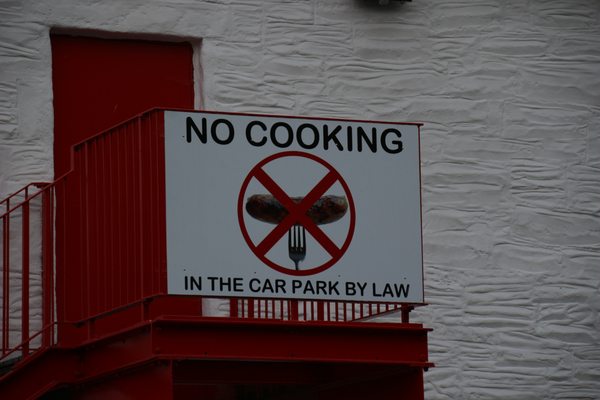 NO COOKING
IN THE CAR PARK BY LAW